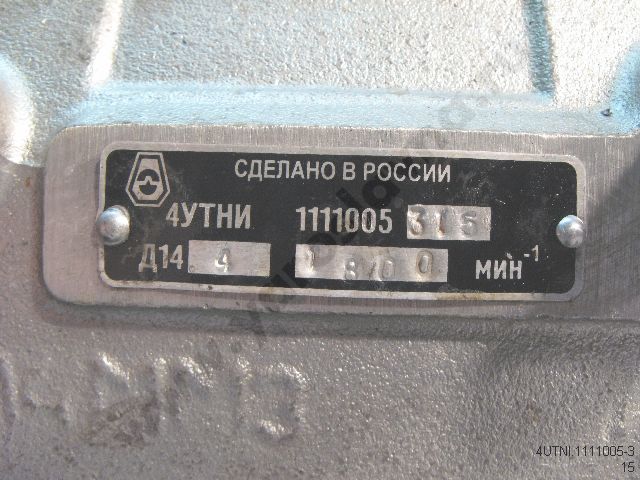 СДЕЛАНО В РОССИИ
4УТНИ 1111005 315
Д14 4 1800 мин-1
4UTNI,1111005-3
15